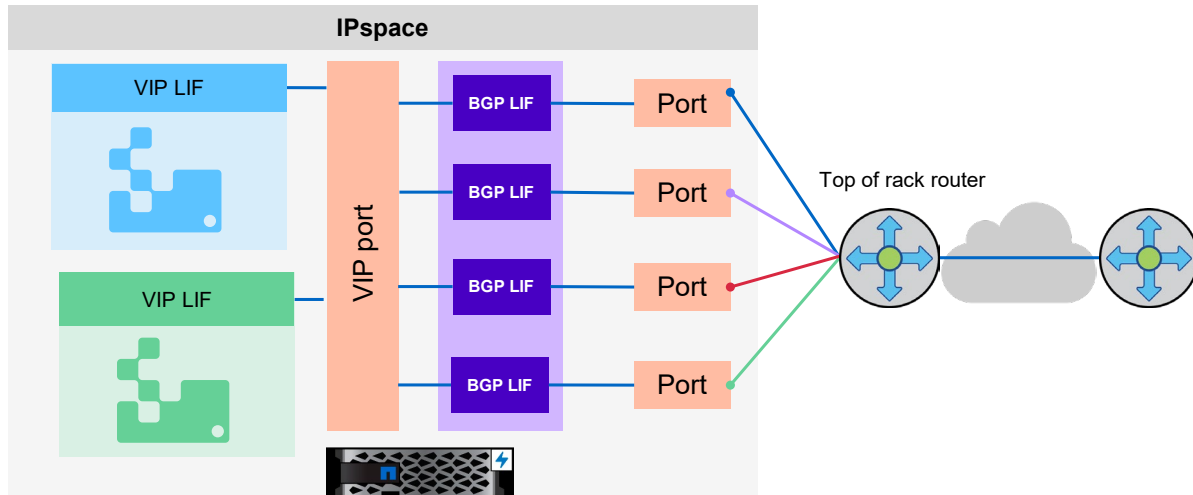 IPspace
VIP LIF
VIP LIF
VIP port
BGP LIF
BGP LIF
BGP LIF
BGP LIF
Port
Port
Port
Port
Top of rack router